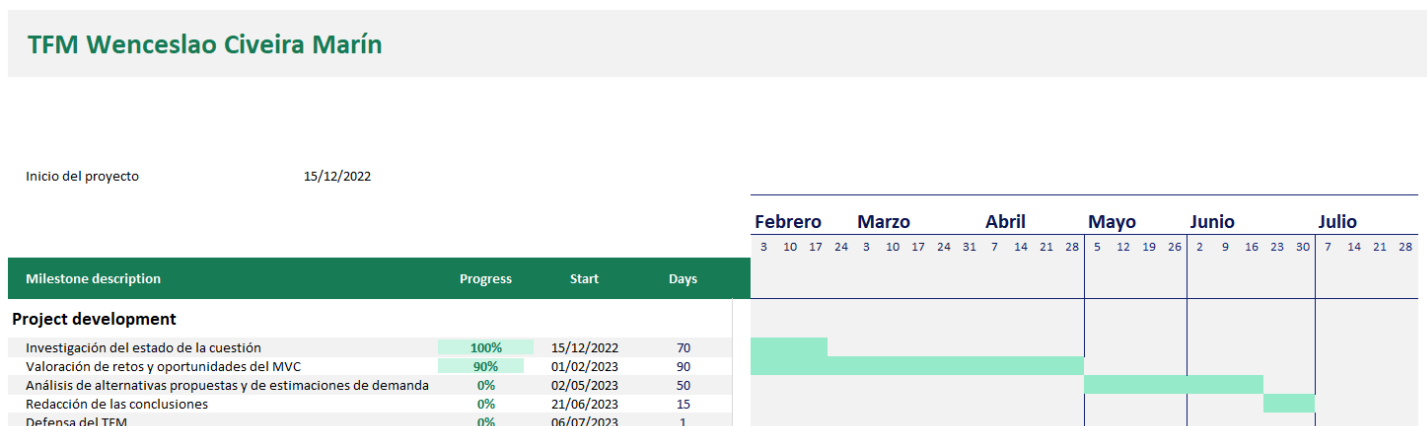 TFM Wenceslao Civeira Marín
Inicio del proyecto 15/12/2022
Febrero Marzo Abril Mayo Junio Julio
3 10 17 24 3 10 17 24 31 7 14 21 28 5 12 19 26 2 9 16 23 30 7 14 21 28
Milestone description Progress Start Days
Project development
Investigación del estado de la cuestión 100% 15/12/2022 70
Valoración de retos y oportunidades del MVC 90% 01/02/2023 90
Análisis de alternativas propuestas y de estimaciones de demanda 0% 02/05/2023 50
Redacción de las conclusiones 0% 21/06/2023 15
Defensa del TFM 0% 06/07/2023 1